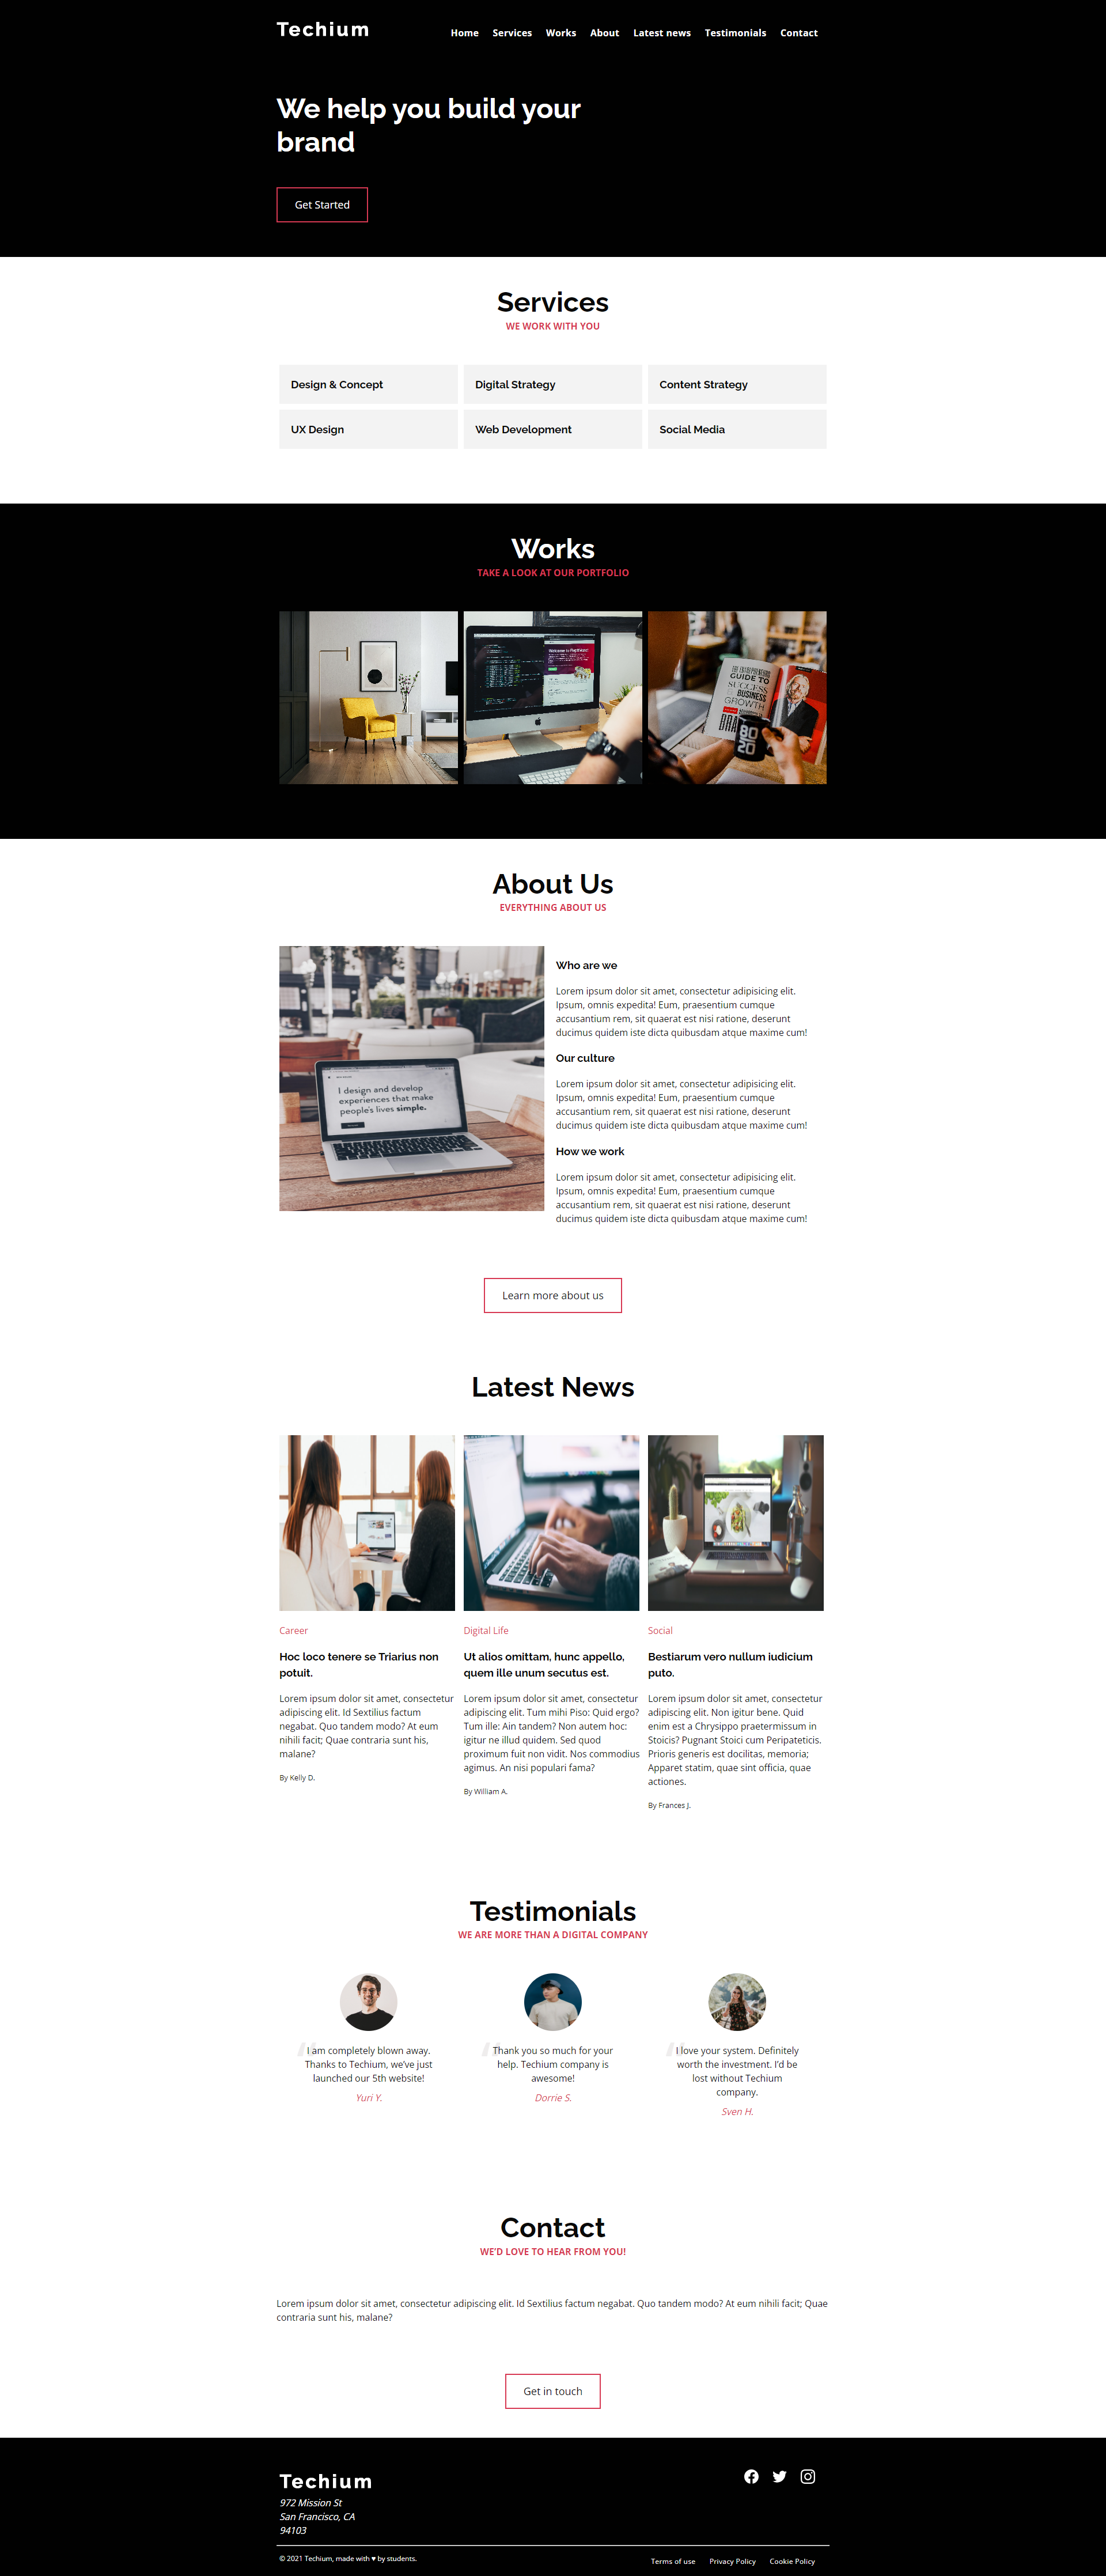 Techium
Home Services Works About Latest news Testimonials Contact
We help you build your
brand
Get Started
Services
WE WORK WITH YOU
Design & Concept
Digital Strategy
Content Strategy
UX Design
Web Development
Social Media
Works
TAKE A LOOK AT OUR PORTFOLIO
THE ENTREPRENEURS
GUIDE TO
SUCCESS
BUSINESS
GROWTH
About Us
EVERYTHING ABOUT US
I design and develop
experiences that make
people's lives simple.
Who are we
Lorem ipsum dolor sit amet, consectetur adipisicing elit.
Ipsum, omnis expedita! Eum, praesentium cumque
accusantium rem, sit quaerat est nisi ratione, deserunt
ducimus quidem iste dicta quibusdam atque maxime cum!
Our culture
Lorem ipsum dolor sit amet, consectetur adipisicing elit.
Ipsum, omnis expedita! Eum, praesentium cumque
accusantium rem, sit quaerat est nisi ratione, deserunt
ducimus quidem iste dicta quibusdam atque maxime cum!
How we work
Lorem ipsum dolor sit amet, consectetur adipisicing elit.
Ipsum, omnis expedita! Eum, praesentium cumque
accusantium rem, sit quaerat est nisi ratione, deserunt
ducimus quidem iste dicta quibusdam atque maxime cum!
Learn more about us
Latest News
Career
Hoc loco tenere se Triarius non
potuit.
Lorem ipsum dolor sit amet, consectetur
adipiscing elit. Id Sextilius factum
negabat. Quo tandem modo? At eum
nihili facit; Quae contraria sunt his,
malane?
By Kelly D.
Digital Life
Ut alios omittam, hunc appello,
quem ille unum secutus est.
Lorem ipsum dolor sit amet, consectetur
adipiscing elit. Tum mihi Piso: Quid ergo?
Tum ille: Ain tandem? Non autem hoc:
igitur ne illud quidem. Sed quod
proximum fuit non vidit. Nos commodius
agimus. An nisi populari fama?
By William A.
Social
Bestiarum vero nullum iudicium
puto.
Lorem ipsum dolor sit amet, consectetur
adipiscing elit. Non igitur bene. Quid
enim est a Chrysippo praetermissum in
Stoicis? Pugnant Stoici cum Peripateticis.
Prioris generis est docilitas, memoria;
Apparet statim, quae sint officia, quae
actiones.
By Frances J.
Testimonials
WE ARE MORE THAN A DIGITAL COMPANY
I am completely blown away.
Thanks to Techium, we've just
launched our 5th website!
Yuri Y.
Thank you so much for your
help. Techium company is
awesome!
Dorrie S.
I love your system. Definitely
worth the investment. I'd be
lost without Techium
company.
Sven H.
Contact
WE'D LOVE TO HEAR FROM YOU!
Lorem ipsum dolor sit amet, consectetur adipiscing elit. Id Sextilius factum negabat. Quo tandem modo? At eum nihili facit; Quae
contraria sunt his, malane?
Get in touch
Techium
972 Mission St
San Francisco, CA
94103
© 2021 Techium, made with ♥ by students.
Terms of use Privacy Policy Cookie Policy